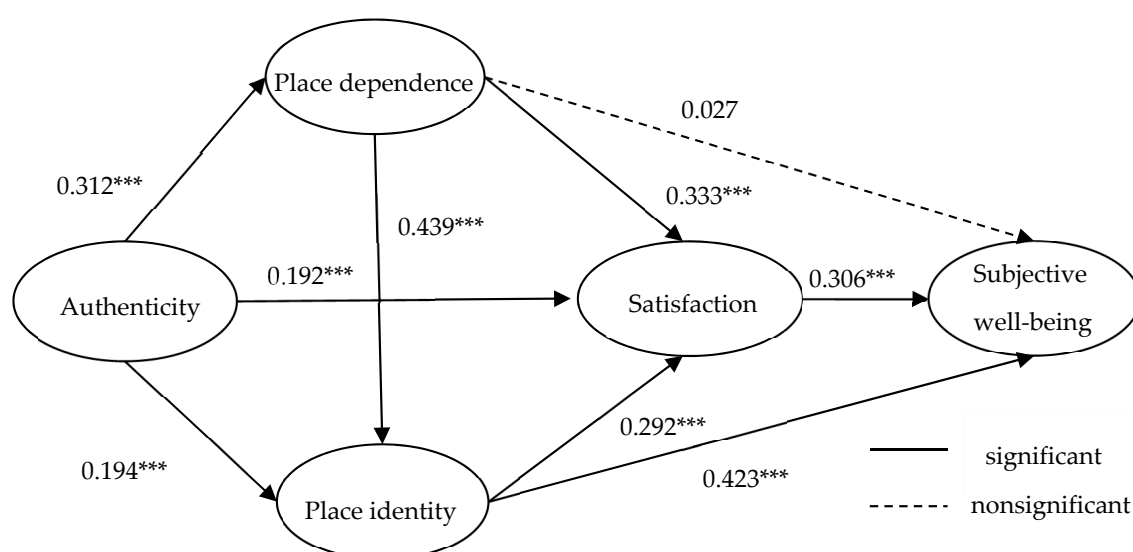 Place dependence
0.027
0.312***
0.333***
0.439***
0.192***
Authenticity
Satisfaction
0.306***
Subjective
well-being
0.194***
0.292***
0.423***
Place identity
significant
nonsignificant